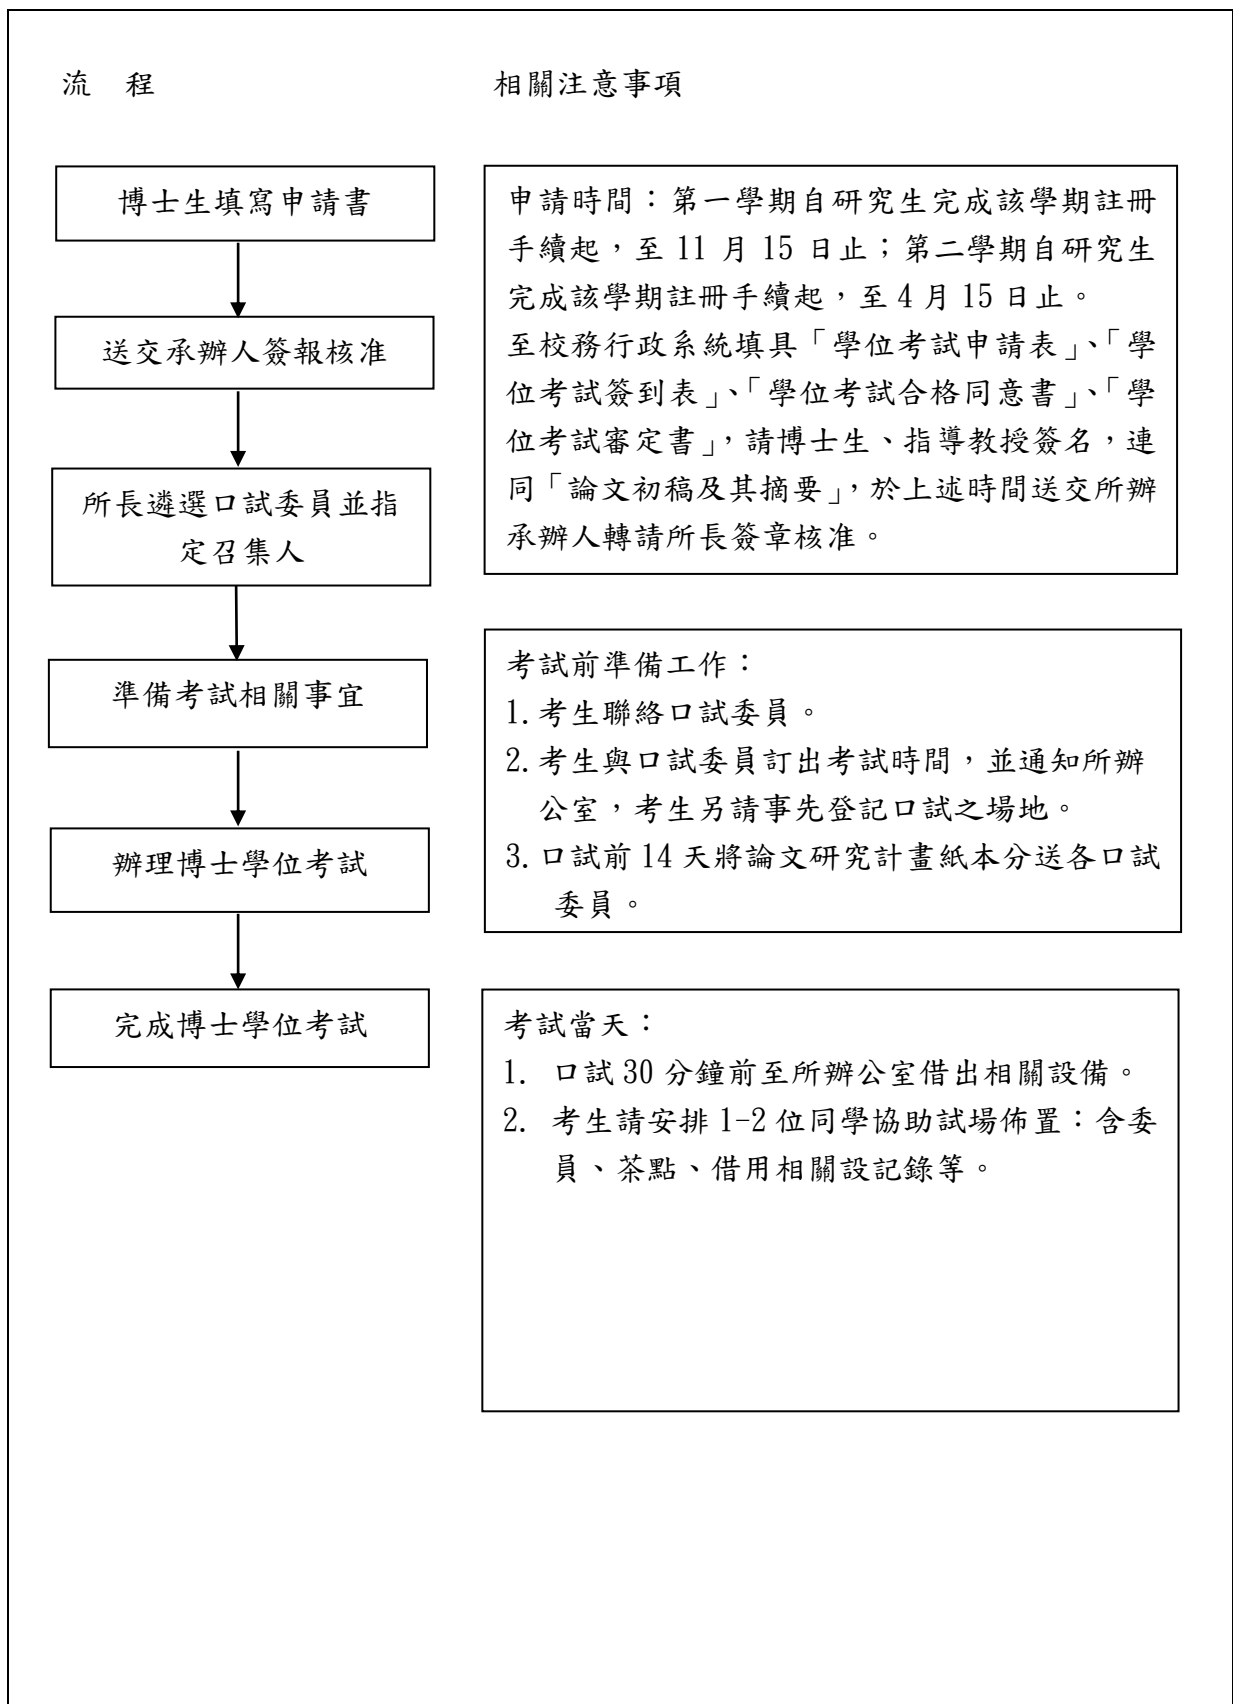 流　程
相關注意事項
博士生填寫申請書
送交承辦人簽報核准
所長遴選口試委員並指
定召集人
準備考試相關事宜
辦理博士學位考試
完成博士學位考試
申請時間：第一學期自研究生完成該學期註冊
手續起，至 11 月 15 日止；第二學期自研究生
完成該學期註冊手續起，至 4 月 15 日止。
至校務行政系統填具「學位考試申請表」、「學
位考試簽到表」、「學位考試合格同意書」、「學
位考試審定書」，請博士生、指導教授簽名，連
同「論文初稿及其摘要」，於上述時間送交所辦
承辦人轉請所長簽章核准。
考試前準備工作：
1.考生聯絡口試委員。
2.考生與口試委員訂出考試時間，並通知所辦
公室，考生另請事先登記口試之場地。
3.口試前 14 天將論文研究計畫紙本分送各口試
委員。
考試當天：
1. 口試 30 分鐘前至所辦公室借出相關設備。
2. 考生請安排 1-2 位同學協助試場佈置：含委
員、茶點、借用相關設記錄等。